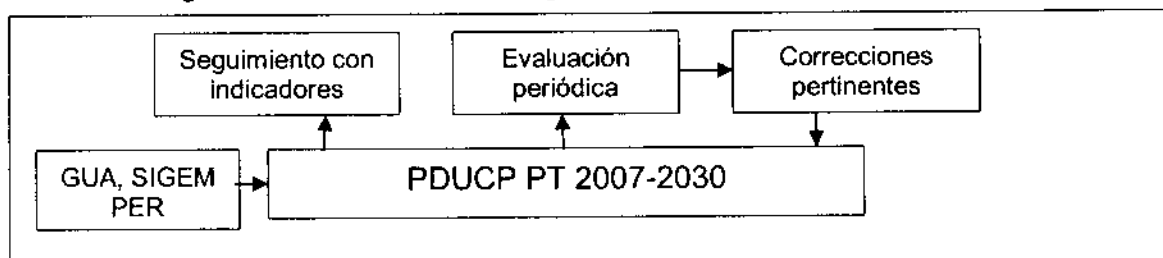 Seguimiento con
indicadores
Evaluación
periódica
Correcciones
pertinentes
GUA, SIGEM
PER
PDUCP PT 2007-2030